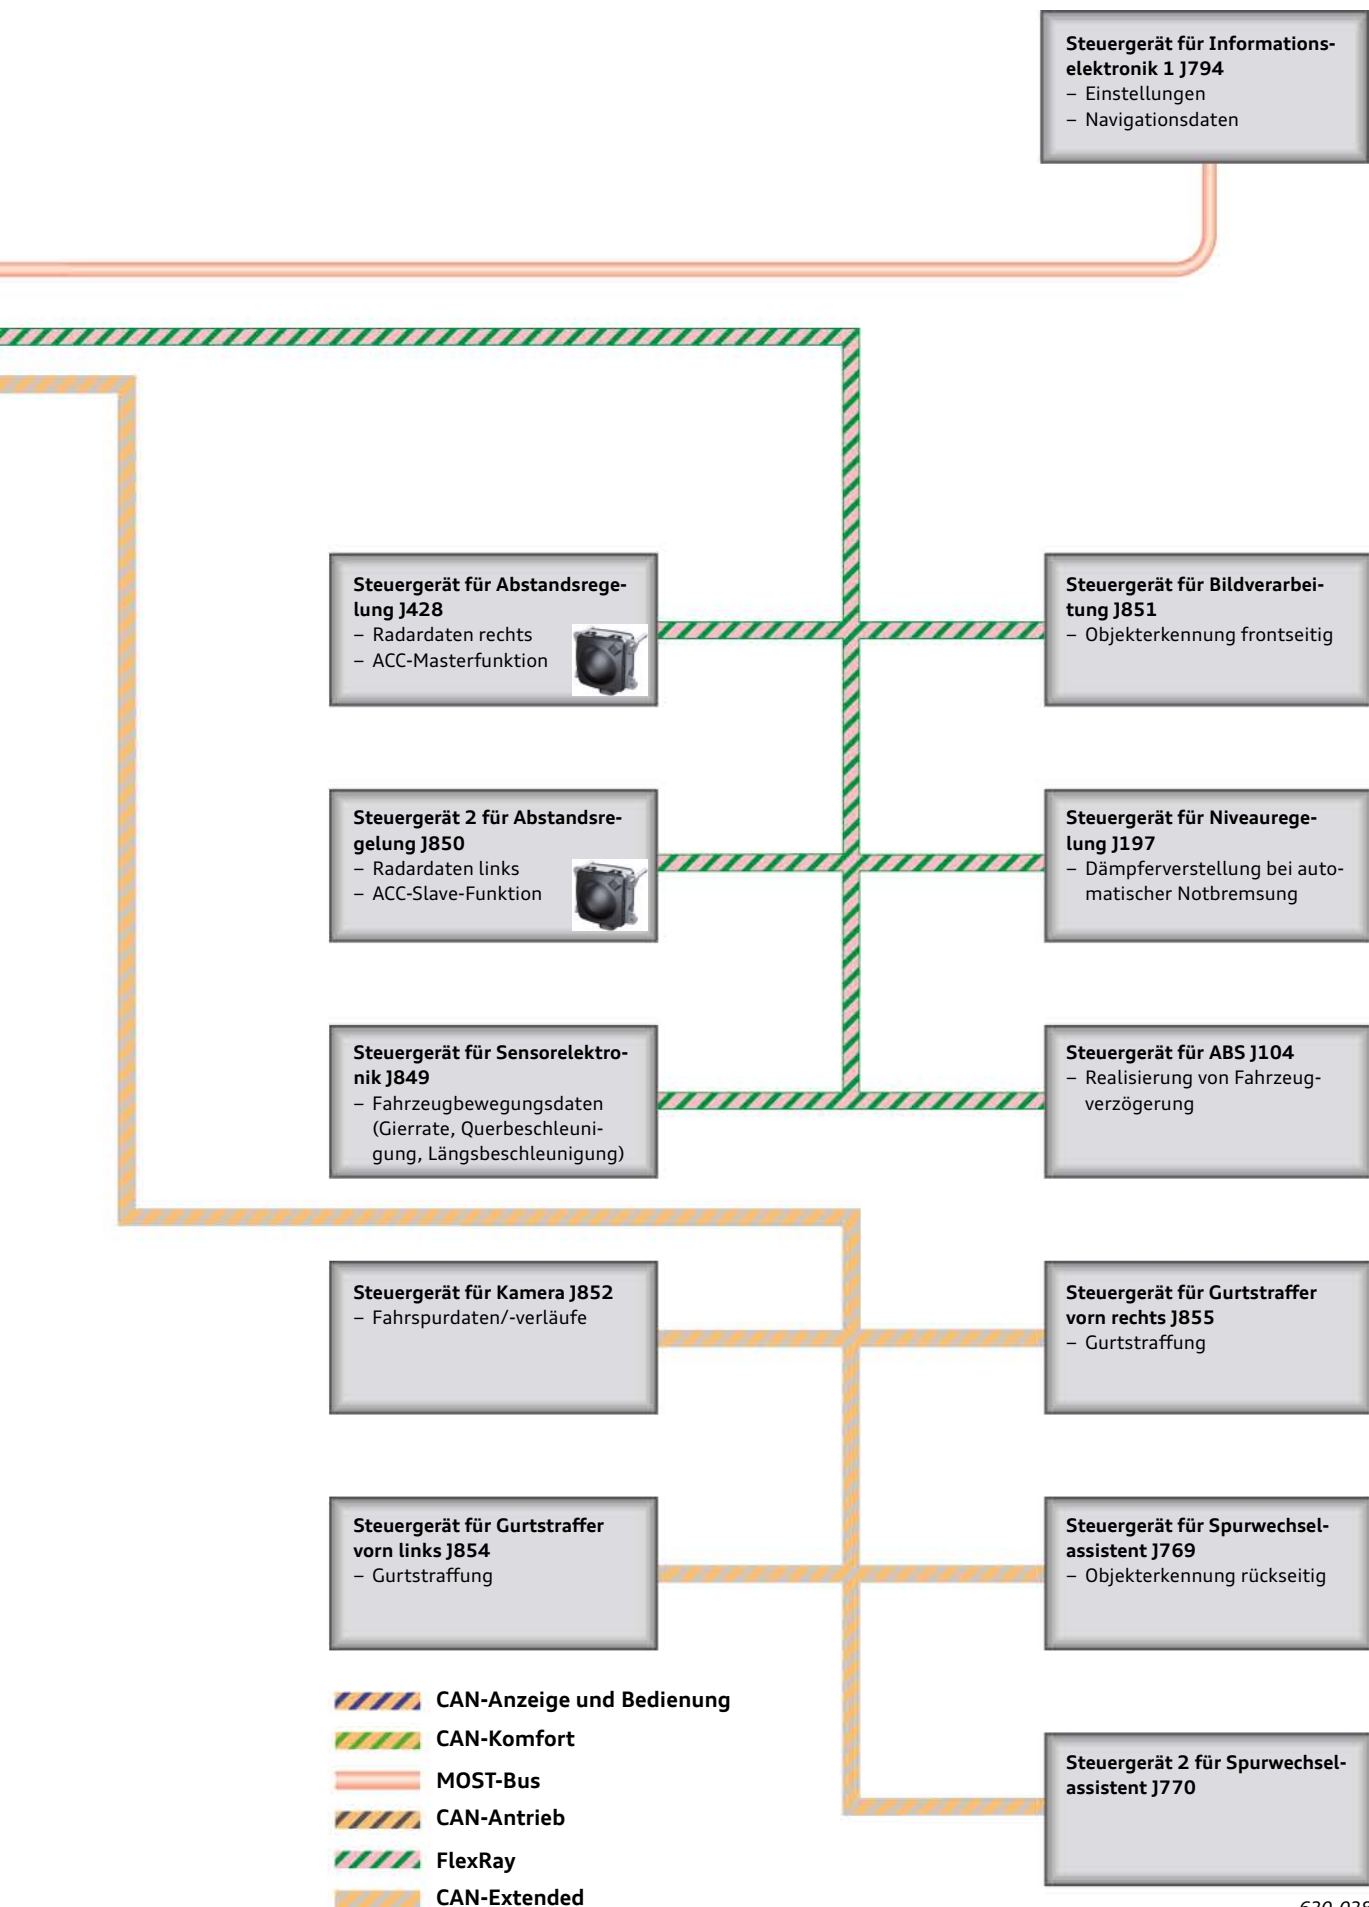 Steuergerät für Informations-
elektronik 1 J794
– Einstellungen
– Navigationsdaten
Steuergerät für Abstandsrege-
lung J428
– Radardaten rechts
– ACC-Masterfunktion
Steuergerät für Bildverarbei-
tung J851
– Objekterkennung frontseitig
Steuergerät 2 für Abstandsre-
gelung J850
– Radardaten links
– ACC-Slave-Funktion
Steuergerät für Niveaurege-
lung J197
– Dämpferverstellung bei auto-
matischer Notbremsung
Steuergerät für Sensorelektro-
nik J849
– Fahrzeugbewegungsdaten
(Gierrate, Querbeschleuni-
gung, Längsbeschleunigung)
Steuergerät für ABS J104
– Realisierung von Fahrzeug-
verzögerung
Steuergerät für Kamera J852
– Fahrspurdaten/-verläufe
Steuergerät für Gurtstraffer
vorn rechts J855
– Gurtstraffung
Steuergerät für Gurtstraffer
vorn links J854
– Gurtstraffung
Steuergerät für Spurwechsel-
assistent J769
– Objekterkennung rückseitig
Steuergerät 2 für Spurwechsel-
assistent J770
CAN-Anzeige und Bedienung
CAN-Komfort
MOST-Bus
CAN-Antrieb
FlexRay
CAN-Extended